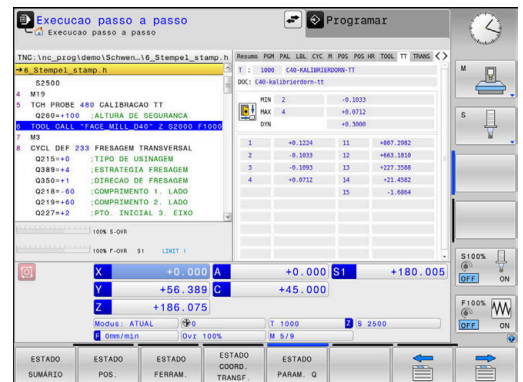 Execucao passo a passo
Execucao passo a passo
Programar
TNC:\nc_prog\demo\Schwen...\6_Stempel_stamp.h
→6_Stempel_stamp.h
S2500
4 M19
5 TCH PROBE 480 CALIBRACAO TT
Q260=+100 ;ALTURA DE SEGURANCA
6 TOOL CALL "FACE_MILL_D40" Z S2000 F1000
7 M3
8 CYCL DEF 233 FRESAGEM TRANSVERSAL
Q215=+0 ;TIPO DE USINAGEM
Q389=+4 ;ESTRATEGIA FRESAGEM
Q350=+1 ;DIRECAO DE FRESAGEM
Q218=-60 ;COMPRIMENTO 1. LADO
Q219=+60 ;COMPRIMENTO 2. LADO
Q227=+2 ;PTO. INICIAL 3. EIXO
100% S-OVR
100% F-OVR S1 LIMIT 1
Resumo PGM PAL LBL CYC M POS POS HR TOOL TT TRANS
T : 1000 C40-KALIBRIERDORN-TT
DOC: C40-kalibrierdorn-tt
MIN 2 -0.1033
MAX 4 +0.0712
DYN +0.3000
1 +0.1224 11 +807.2982
2 -0.1033 12 +663.1810
3 -0.1093 13 +227.3568
4 +0.0712 14 +21.4582
15 -1.6864
X +0.000 A +0.000 S1 +180.005
Y +56.389 C +45.000
Z +186.075
Modus: ATUAL 0 T 1000 Z S 2500
F 0mm/min Ovr 100% M 5/9
ESTADO SUMÁRIO
ESTADO POS.
ESTADO FERRAM.
ESTADO COORD. TRANSF.
ESTADO PARAM. Q
M
S
S100%
OFF ON
F100%
OFF ON